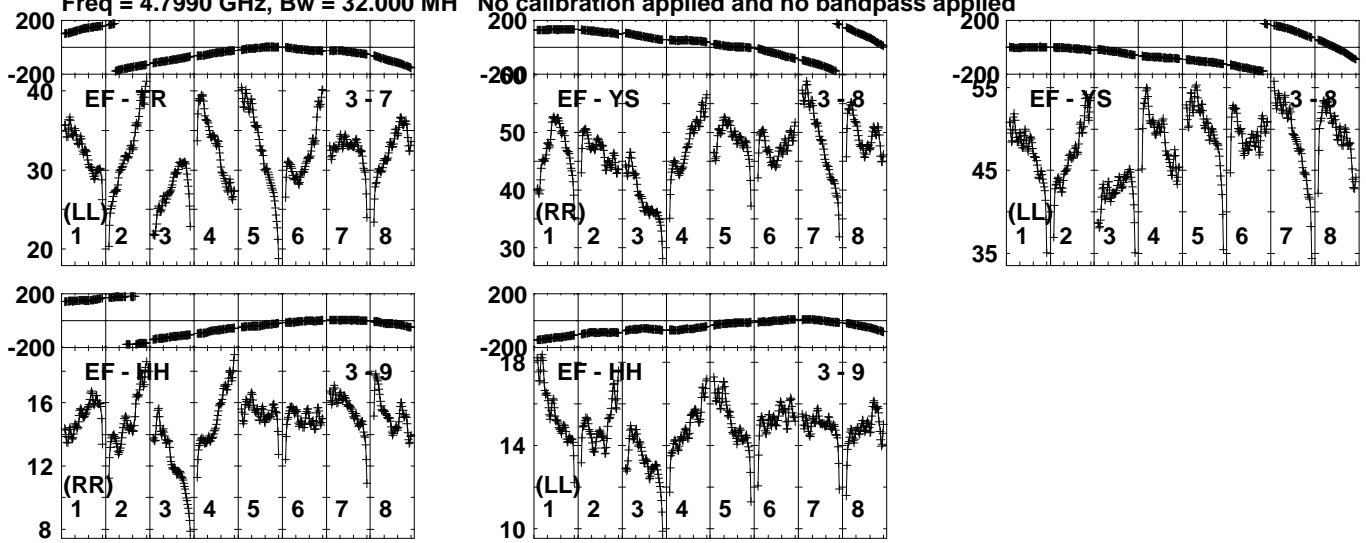 Freq = 4.7990 GHz, Bw = 32.000 MH No calibration applied and no bandpass applied
200
-200
40
30
20
EF - TR
3 - 7
(LL)
1 2 3 4 5 6 7 8
200
-200
60
50
40
30
EF - YS
3 - 8
(RR)
1 2 3 4 5 6 7 8
200
-200
55
45
35
EF - YS
3 - 8
(LL)
1 2 3 4 5 6 7 8
200
-200
16
12
8
EF - HH
3 - 9
(RR)
1 2 3 4 5 6 7 8
200
-200
18
14
10
EF - HH
3 - 9
(LL)
1 2 3 4 5 6 7 8